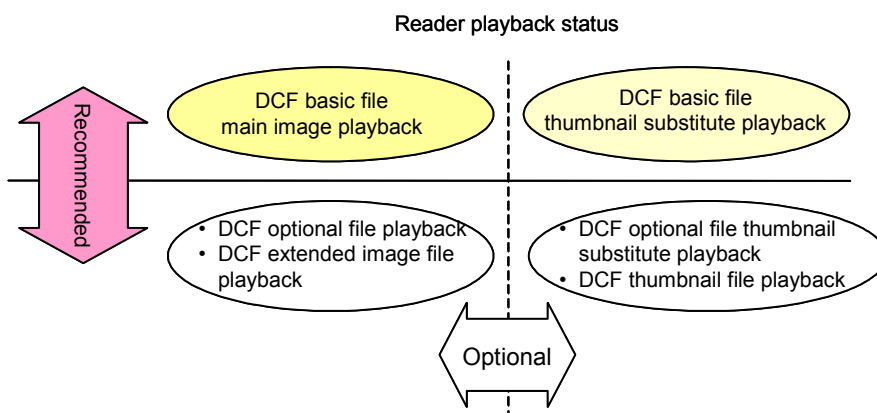 Reader playback status
DCF basic file
main image playback
DCF basic file
thumbnail substitute playback
Recommended
• DCF optional file playback
• DCF extended image file
playback
• DCF optional file thumbnail
substitute playback
• DCF thumbnail file playback
Optional